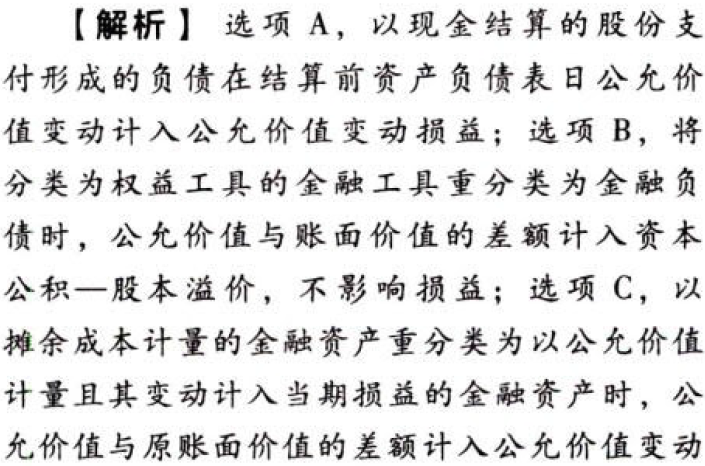 【解析】 选项 A，以现金结算的股份支
付形成的负债在结算前资产负债表日公允价
值变动计入公允价值变动损益；选项 B，将
分类为权益工具的金融工具重分类为金融负
债时，公允价值与账面价值的差额计入资本
公积—股本溢价，不影响损益；选项 C，以
摊余成本计量的金融资产重分类为以公允价值
计量且其变动计入当期损益的金融资产时，公
允价值与原账面价值的差额计入公允价值变动